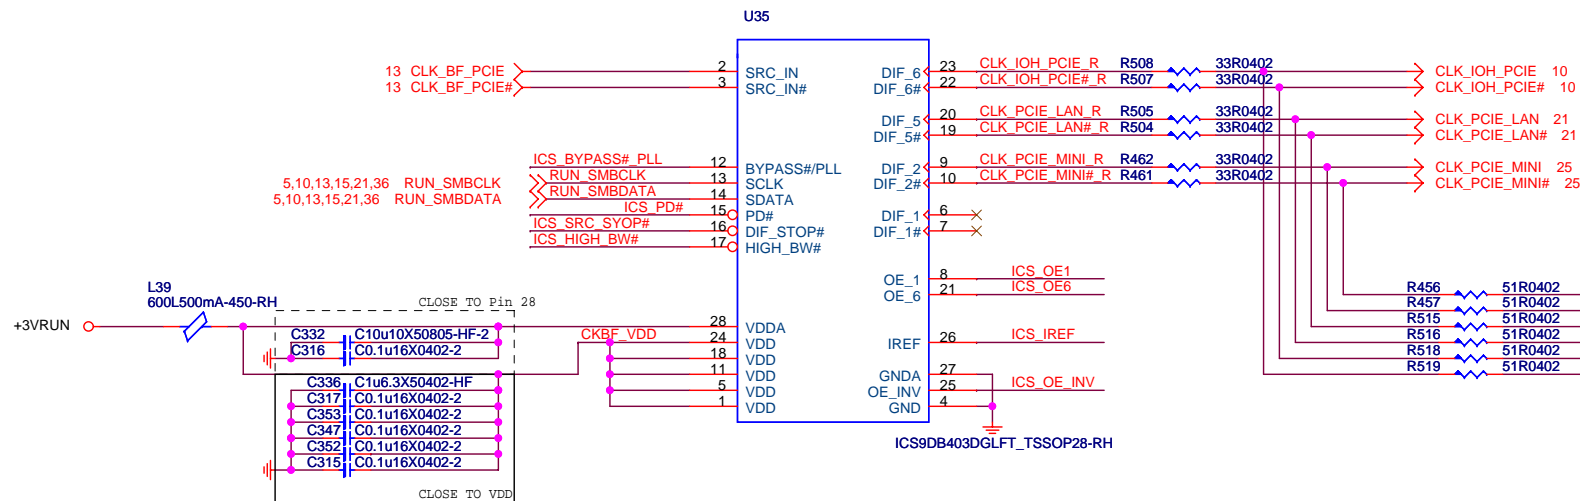 U35
13 CLK_BF_PCIE
13 CLK_BF_PCIE#
2 SRC_IN
3 SRC_IN#
ICS_BYPASS#_PLL 12 BYPASS#/PLL
5,10,13,15,21,36 RUN_SMBCLK RUN_SMBCLK 13 SCLK
5,10,13,15,21,36 RUN_SMBDATA RUN_SMBDATA 14 SDATA
ICS_PD# 15 PD#
ICS_SRC_SYOP# 16 DIF_STOP#
ICS_HIGH_BW# 17 HIGH_BW#
DIF_6 23 CLK_IOH_PCIE_R R508 33R0402 CLK_IOH_PCIE 10
DIF_6# 22 CLK_IOH_PCIE#_R R507 33R0402 CLK_IOH_PCIE# 10
DIF_5 20 CLK_PCIE_LAN_R R505 33R0402 CLK_PCIE_LAN 21
DIF_5# 19 CLK_PCIE_LAN#_R R504 33R0402 CLK_PCIE_LAN# 21
DIF_2 9 CLK_PCIE_MINI_R R462 33R0402 CLK_PCIE_MINI 25
DIF_2# 10 CLK_PCIE_MINI#_R R461 33R0402 CLK_PCIE_MINI# 25
DIF_1 6
DIF_1# 7
OE_1 8 ICS_OE1
OE_6 21 ICS_OE6
IREF 26 ICS_IREF
GNDA 27
OE_INV 25 ICS_OE_INV
GND 4
ICS9DB403DGLFT_TSSOP28-RH
R456 51R0402
R457 51R0402
R515 51R0402
R516 51R0402
R518 51R0402
R519 51R0402
L39
600L500mA-450-RH
+3VRUN
CLOSE TO Pin 28
C332 C10u10X50805-HF-2
C316 C0.1u16X0402-2
CKBF_VDD
28 VDDA
24 VDD
18 VDD
11 VDD
5 VDD
1 VDD
C336 C1u6.3X50402-HF
C317 C0.1u16X0402-2
C353 C0.1u16X0402-2
C347 C0.1u16X0402-2
C352 C0.1u16X0402-2
C315 C0.1u16X0402-2
CLOSE TO VDD